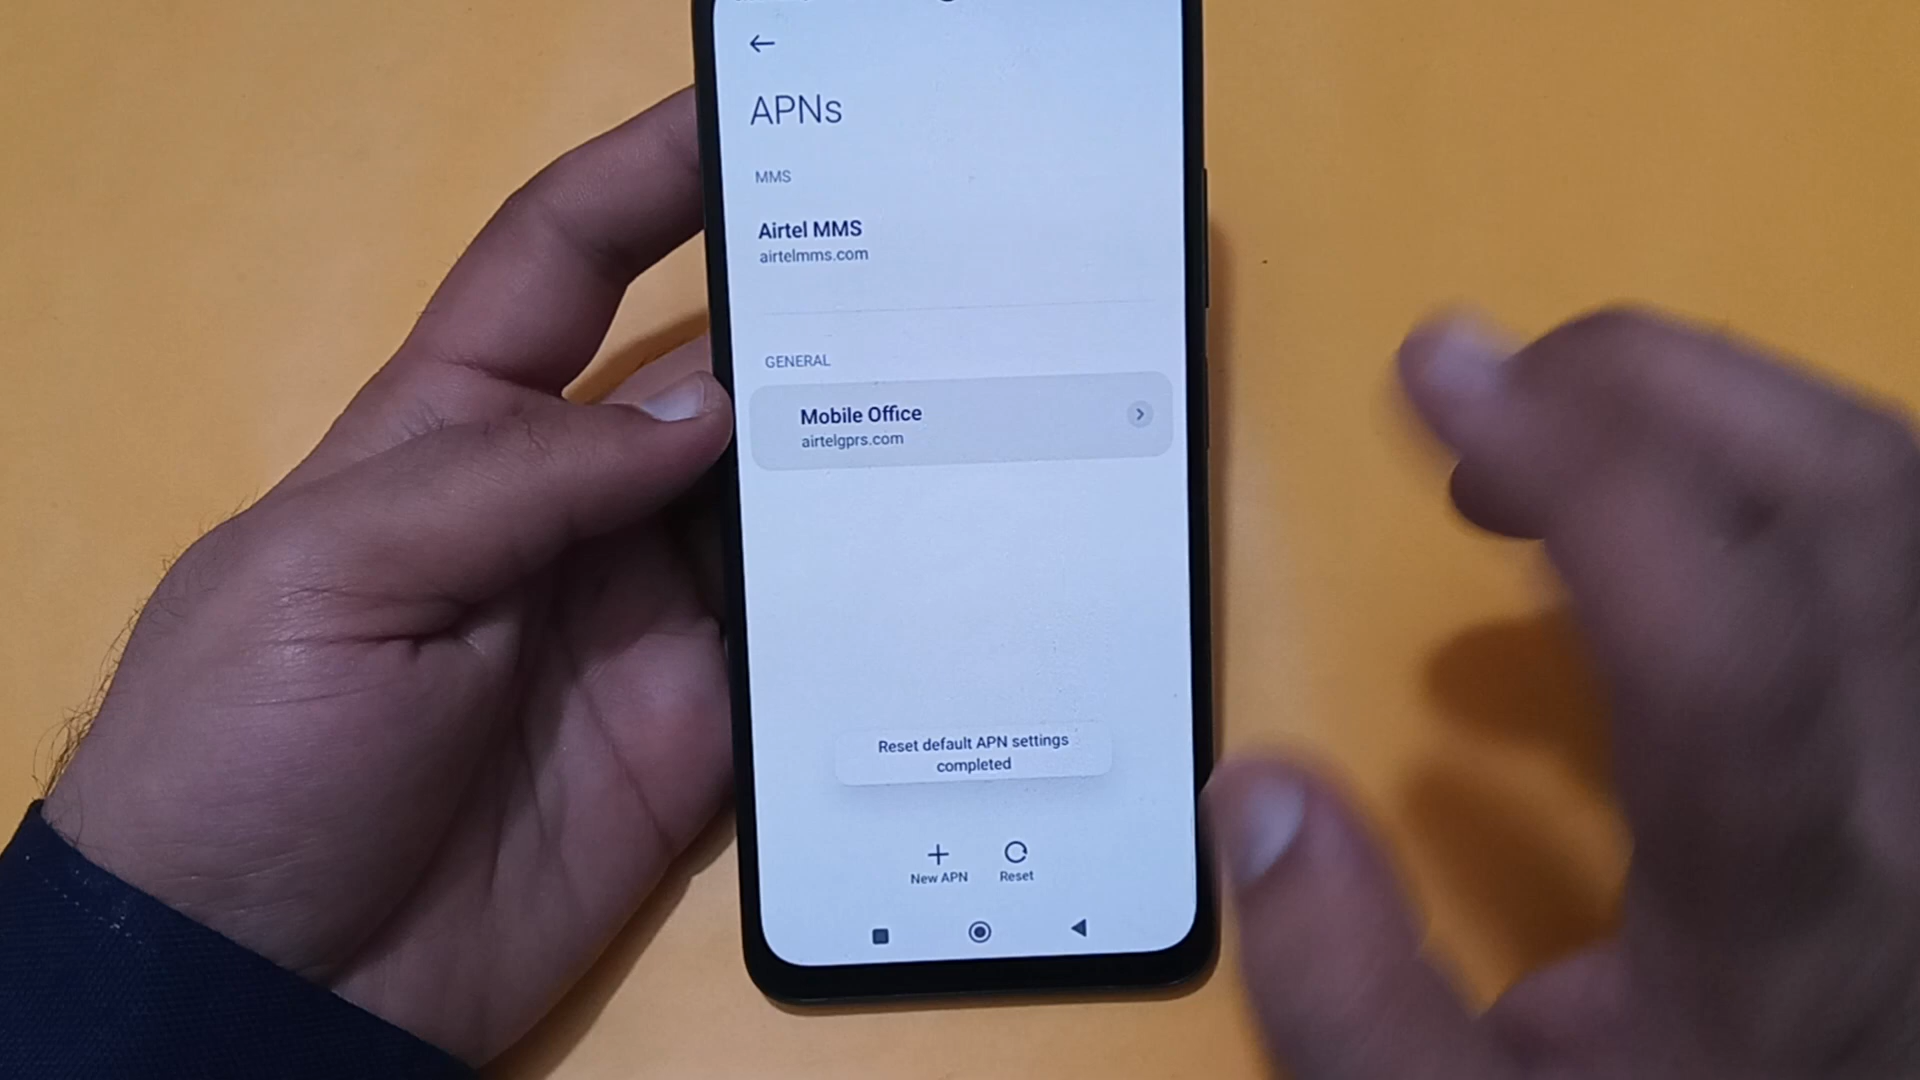 APNs
MMS
Airtel MMS
airtelmms.com
GENERAL
Mobile Office
airtelgprs.com
Reset default APN settings
completed
New APN
Reset